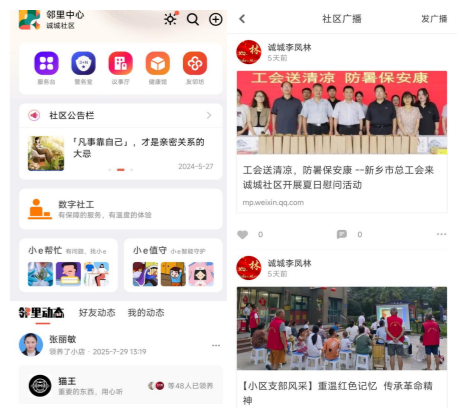 邻里中心
诚城社区
服务台
议事厅
健康馆
友邻坊
社区公告栏
「凡事靠自己」，才是亲密关系的
大忌
2024-5-27
数字社工
有保障的服务，有温度的体验
小e帮忙 有问题，找小e
小e值守 小e智能守护
邻里动态
好友动态
我的动态
张丽敏
领养了小店 · 2025-7-29 13:19
猫王
重要的东西，用心听
等48人已领养
社区广播
发广播
诚城李凤林
5天前
工会送清凉 防暑保安康
工会送清凉，防暑保安康 --新乡市总工会来
诚城社区开展夏日慰问活动
mp.weixin.qq.com
0
0
诚城李凤林
5天前
【小区支部风采】重温红色记忆 传承革命精
神